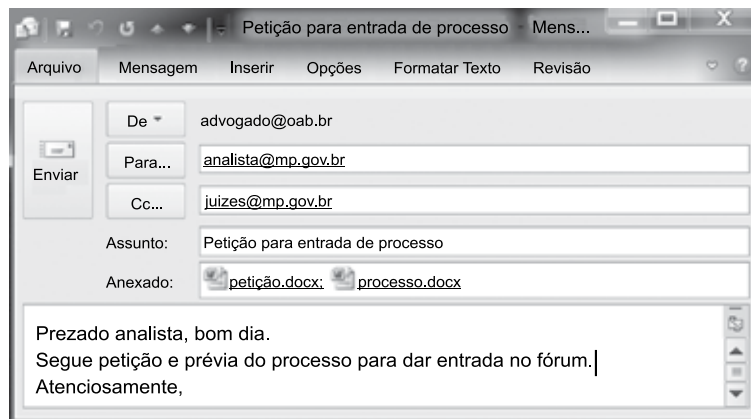 Petição para entrada de processo - Mens...
Arquivo Mensagem Inserir Opções Formatar Texto Revisão
De advogado@oab.br
Enviar
Para... analista@mp.gov.br
Cc... juizes@mp.gov.br
Assunto: Petição para entrada de processo
Anexado: petição.docx; processo.docx
Prezado analista, bom dia.
Segue petição e prévia do processo para dar entrada no fórum.
Atenciosamente,